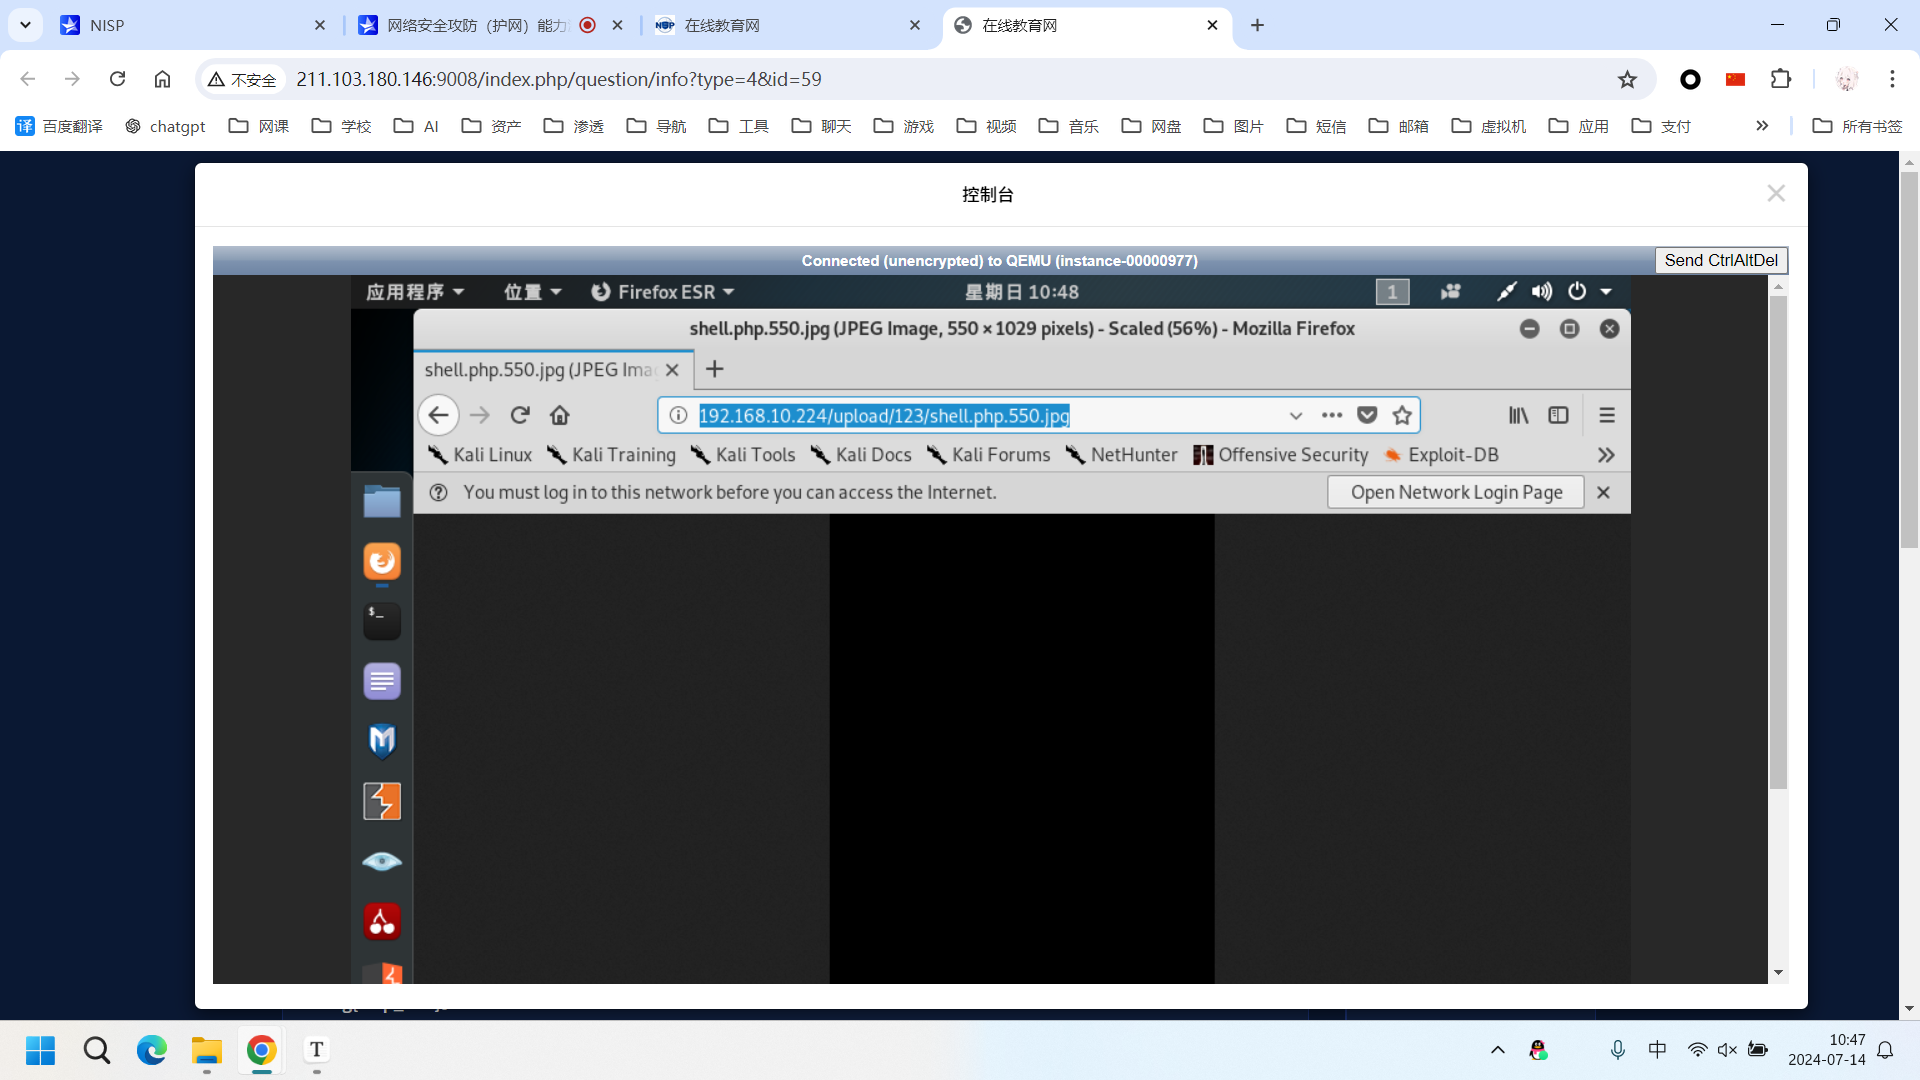 NISP
网络安全攻防（护网）能力
在线教育网
在线教育网
不安全
211.103.180.146:9008/index.php/question/info?type=4&id=59
百度翻译
chatgpt
网课
学校
AI
资产
渗透
导航
工具
聊天
游戏
视频
音乐
网盘
图片
短信
邮箱
虚拟机
应用
支付
所有书签
控制台
Connected (unencrypted) to QEMU (instance-00000977)
Send CtrlAltDel
应用程序
位置
Firefox ESR
星期日 10:48
1
shell.php.550.jpg (JPEG Image, 550 × 1029 pixels) - Scaled (56%) - Mozilla Firefox
shell.php.550.jpg (JPEG Ima
192.168.10.224/upload/123/shell.php.550.jpg
Kali Linux
Kali Training
Kali Tools
Kali Docs
Kali Forums
NetHunter
Offensive Security
Exploit-DB
You must log in to this network before you can access the Internet.
Open Network Login Page
中
10:47
2024-07-14